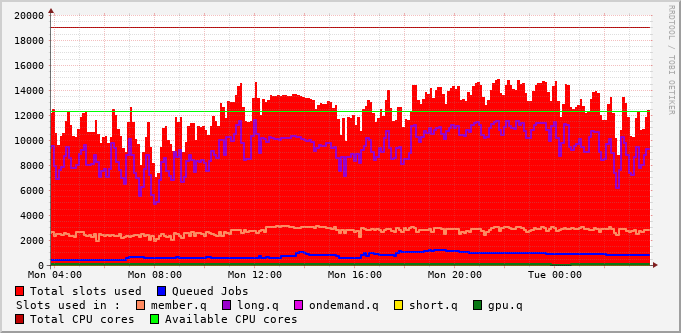 20000
18000
16000
14000
12000
10000
8000
6000
4000
2000
0
Mon 04:00 Mon 08:00 Mon 12:00 Mon 16:00 Mon 20:00 Tue 00:00
Total slots used Queued Jobs
Slots used in : member.q long.q ondemand.q short.q gpu.q
Total CPU cores Available CPU cores
RRDTOOL / TOBI OETIKER